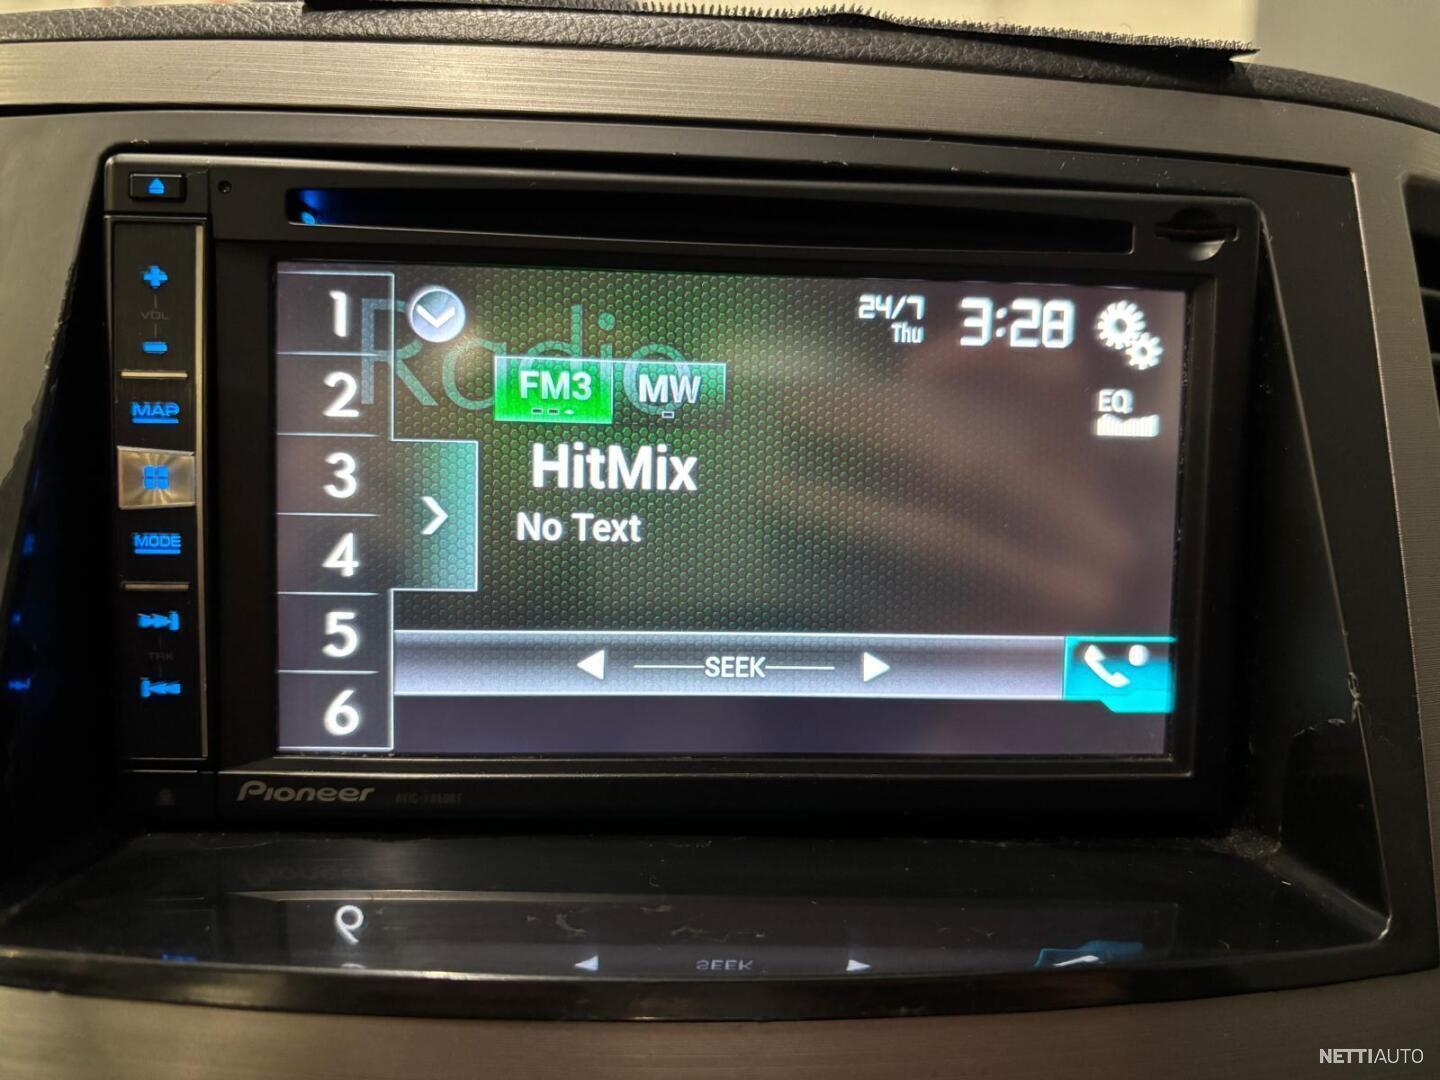 Radio
24/7 3:28
Thu
1
2
3
4
5
6
FM3 MW
EQ
HitMix
No Text
SEEK
VOL
MAP
MODE
TRK
Pioneer
SEEK
NETTIAUTO